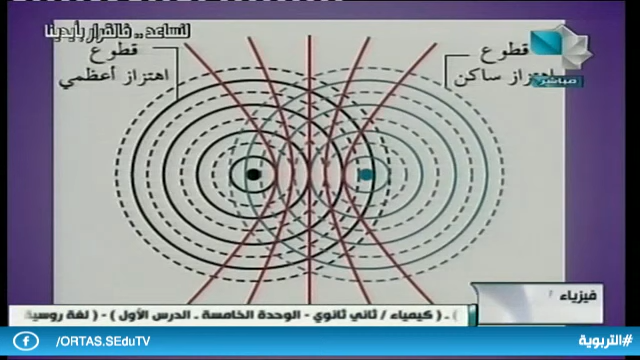 لنساعد .. فالقرار بأيدينا
قطوع
اهتزاز ساكن
قطوع
اهتزاز أعظمي
مباشر
فيزياء
) ـ ( كيمياء / ثاني ثانوي - الوحدة الخامسة ـ الدرس الأول ) - ( لغة روسية
/ORTAS.SEduTV
#التربوية